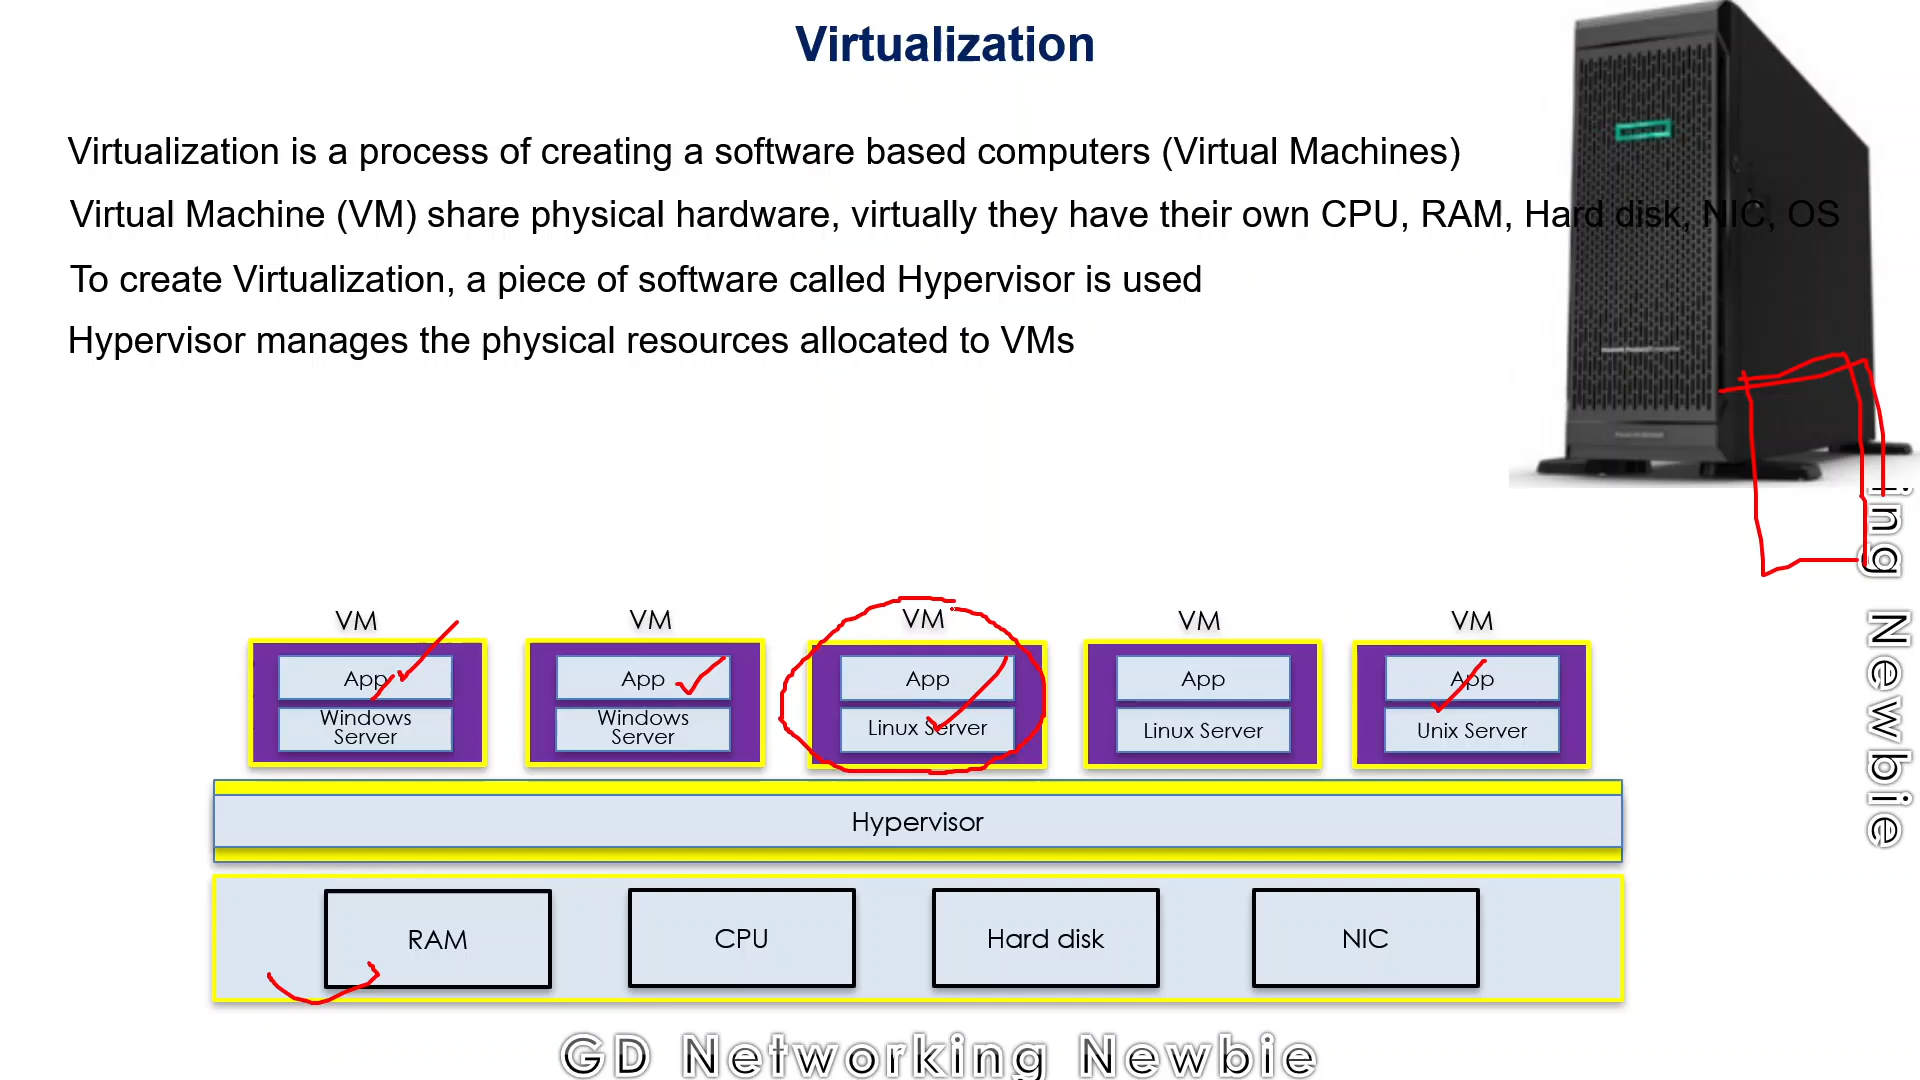 Virtualization
Virtualization is a process of creating a software based computers (Virtual Machines)
Virtual Machine (VM) share physical hardware, virtually they have their own CPU, RAM, Hard disk, NIC, OS
To create Virtualization, a piece of software called Hypervisor is used
Hypervisor manages the physical resources allocated to VMs
VM VM VM VM VM
App App App App App
Windows Server Windows Server Linux Server Linux Server Unix Server
Hypervisor
RAM CPU Hard disk NIC
GD Networking Newbie
ing Newbie